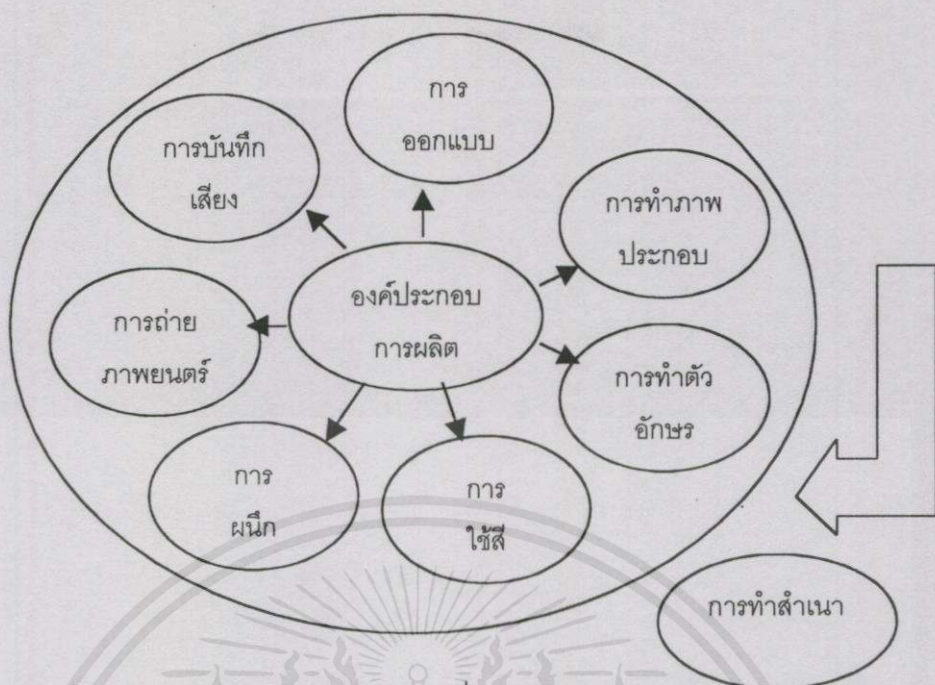 การ
ออกแบบ
การบันทึก
เสียง
การทำภาพ
ประกอบ
องค์ประกอบ
การผลิต
การถ่าย
ภาพยนตร์
การทำตัว
อักษร
การ
ผนึก
การ
ใช้สี
การทำสำเนา